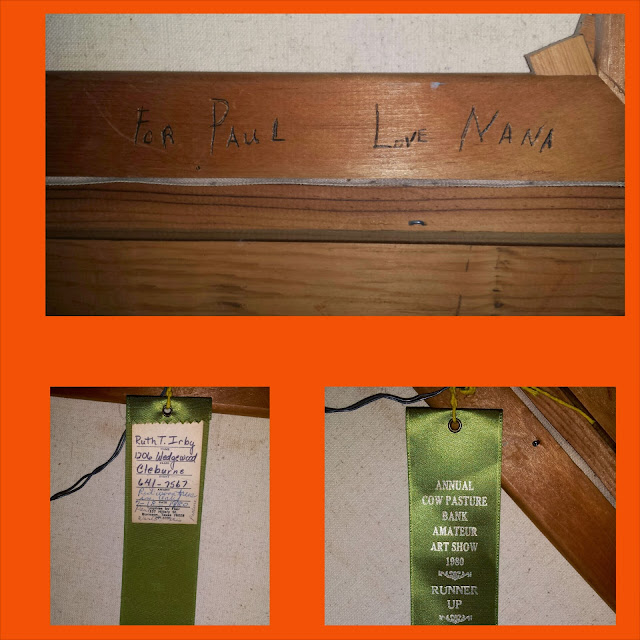 FOR PAUL LOVE NANA
Ruth T. Irby
1206 Wedgewood
Cleburne
641-7567
ANNUAL
COW PASTURE
BANK
AMATEUR
ART SHOW
1980
RUNNER
UP